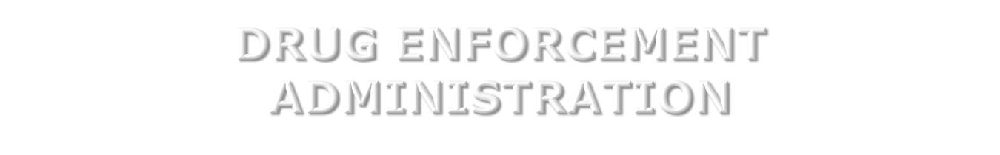 DRUG ENFORCEMENT
ADMINISTRATION